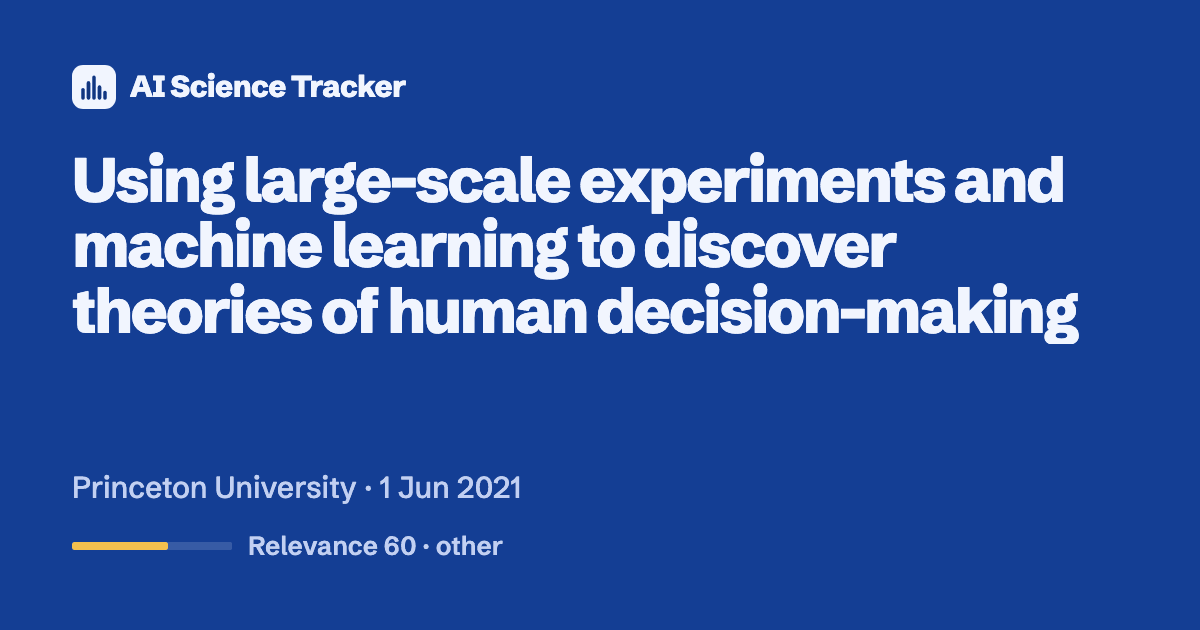 AI Science Tracker
Using large-scale experiments and
machine learning to discover
theories of human decision-making
Princeton University · 1 Jun 2021
Relevance 60 · other